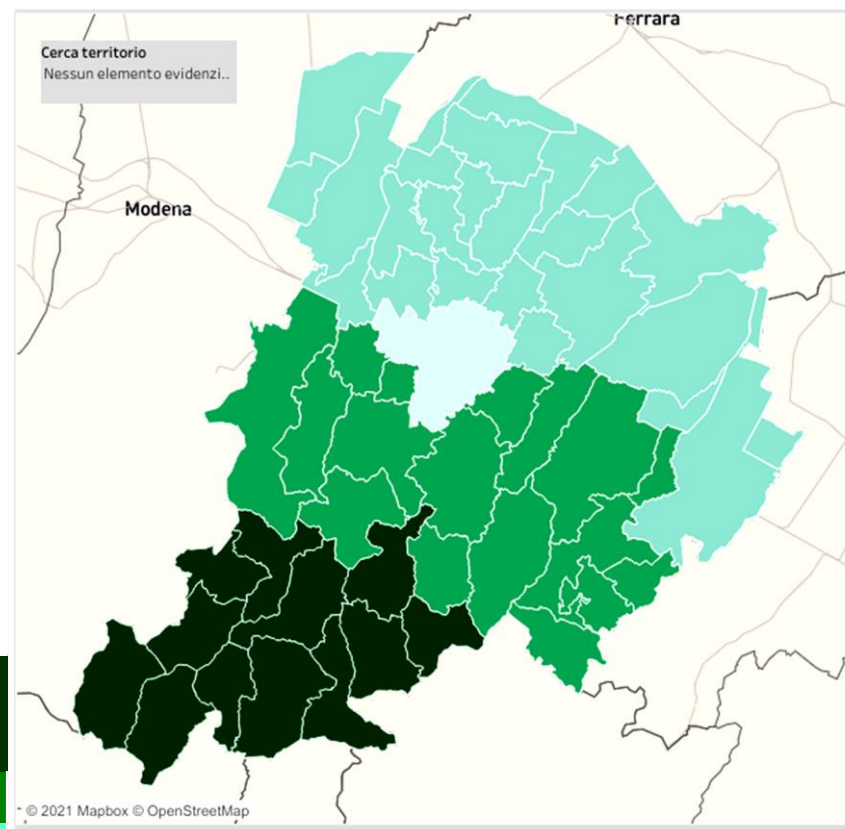 Ferrara
Cerca territorio
Nessun elemento evidenzi..
Modena
© 2021 Mapbox © OpenStreetMap